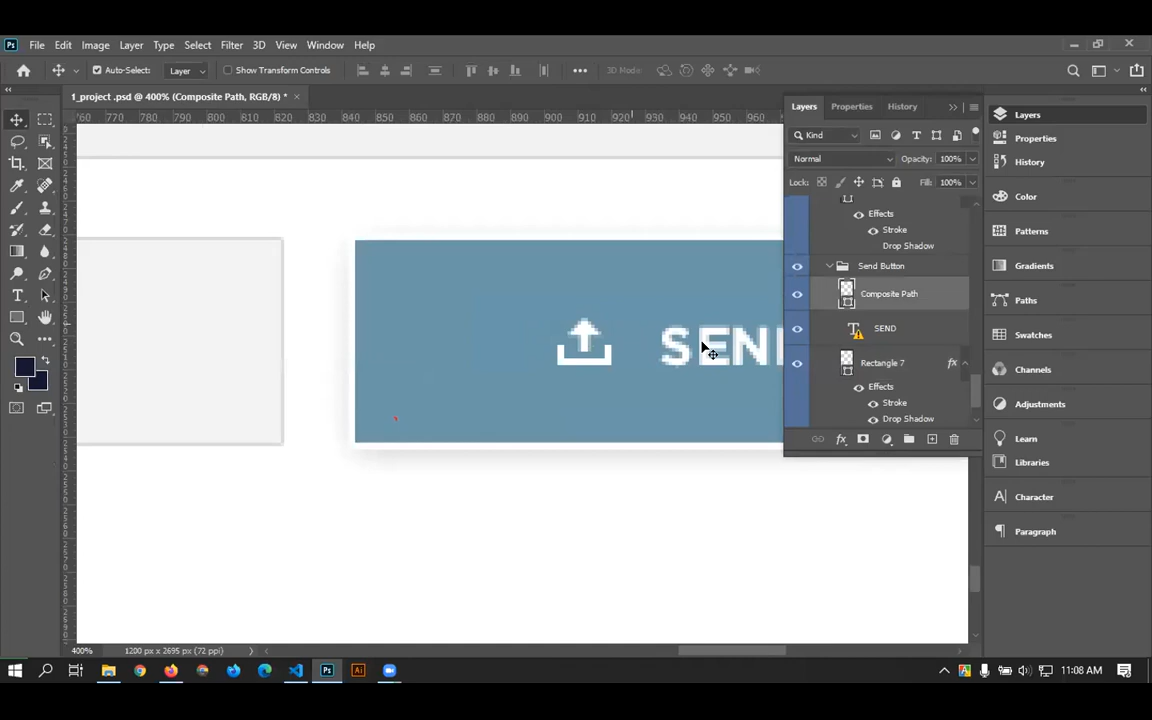 Ps File Edit Image Layer Type Select Filter 3D View Window Help
Auto-Select: Layer Show Transform Controls 3D Mode:
1_project .psd @ 400% (Composite Path, RGB/8) *
760 770 780 790 800 810 820 830 840 850 860 870 880 890 900 910 920 930 940 950 960
Layers Properties History
Kind
Normal Opacity: 100%
Lock: Fill: 100%
Effects
Stroke
Drop Shadow
Send Button
Composite Path
SEND
Rectangle 7 fx
Effects
Stroke
Drop Shadow
Layers
Properties
History
Color
Patterns
Gradients
Paths
Swatches
Channels
Adjustments
Learn
Libraries
Character
Paragraph
SEN
400% 1200 px x 2695 px (72 ppi)
Ps Ai 11:08 AM